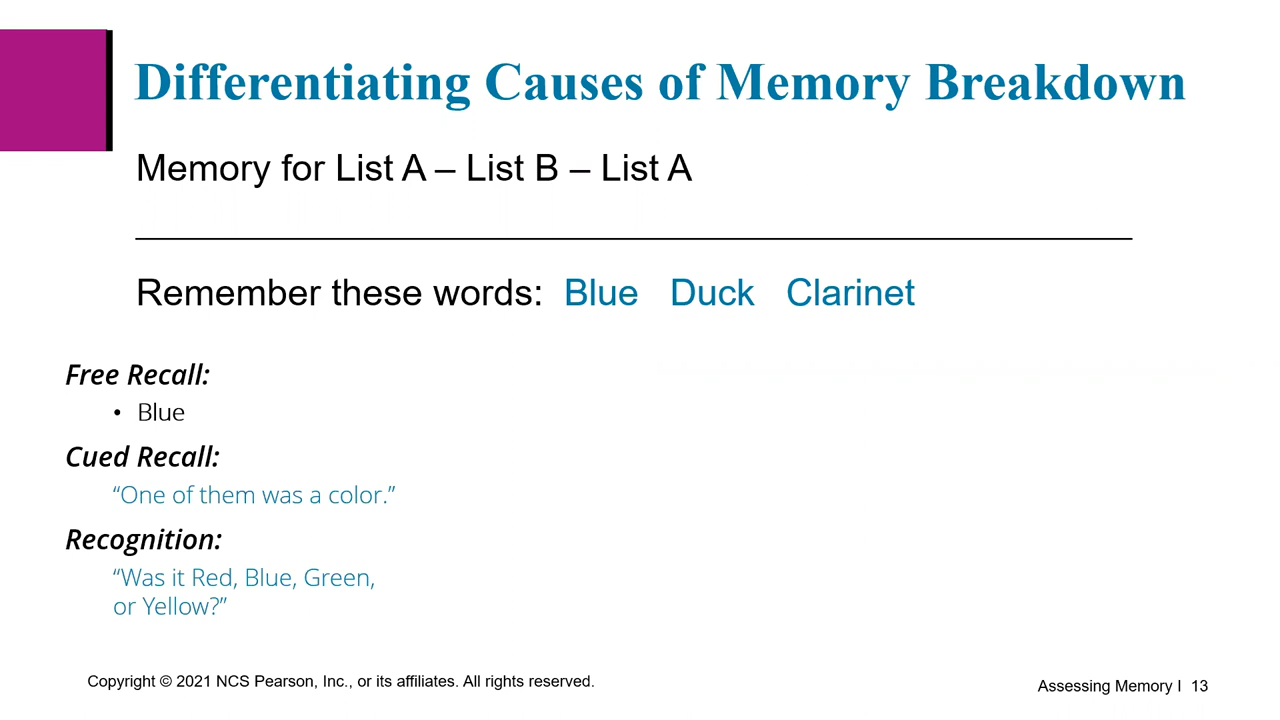 Differentiating Causes of Memory Breakdown
Memory for List A – List B – List A
Remember these words: Blue Duck Clarinet
Free Recall:
• Blue
Cued Recall:
“One of them was a color.”
Recognition:
“Was it Red, Blue, Green,
or Yellow?”
Copyright © 2021 NCS Pearson, Inc., or its affiliates. All rights reserved.
Assessing Memory I 13